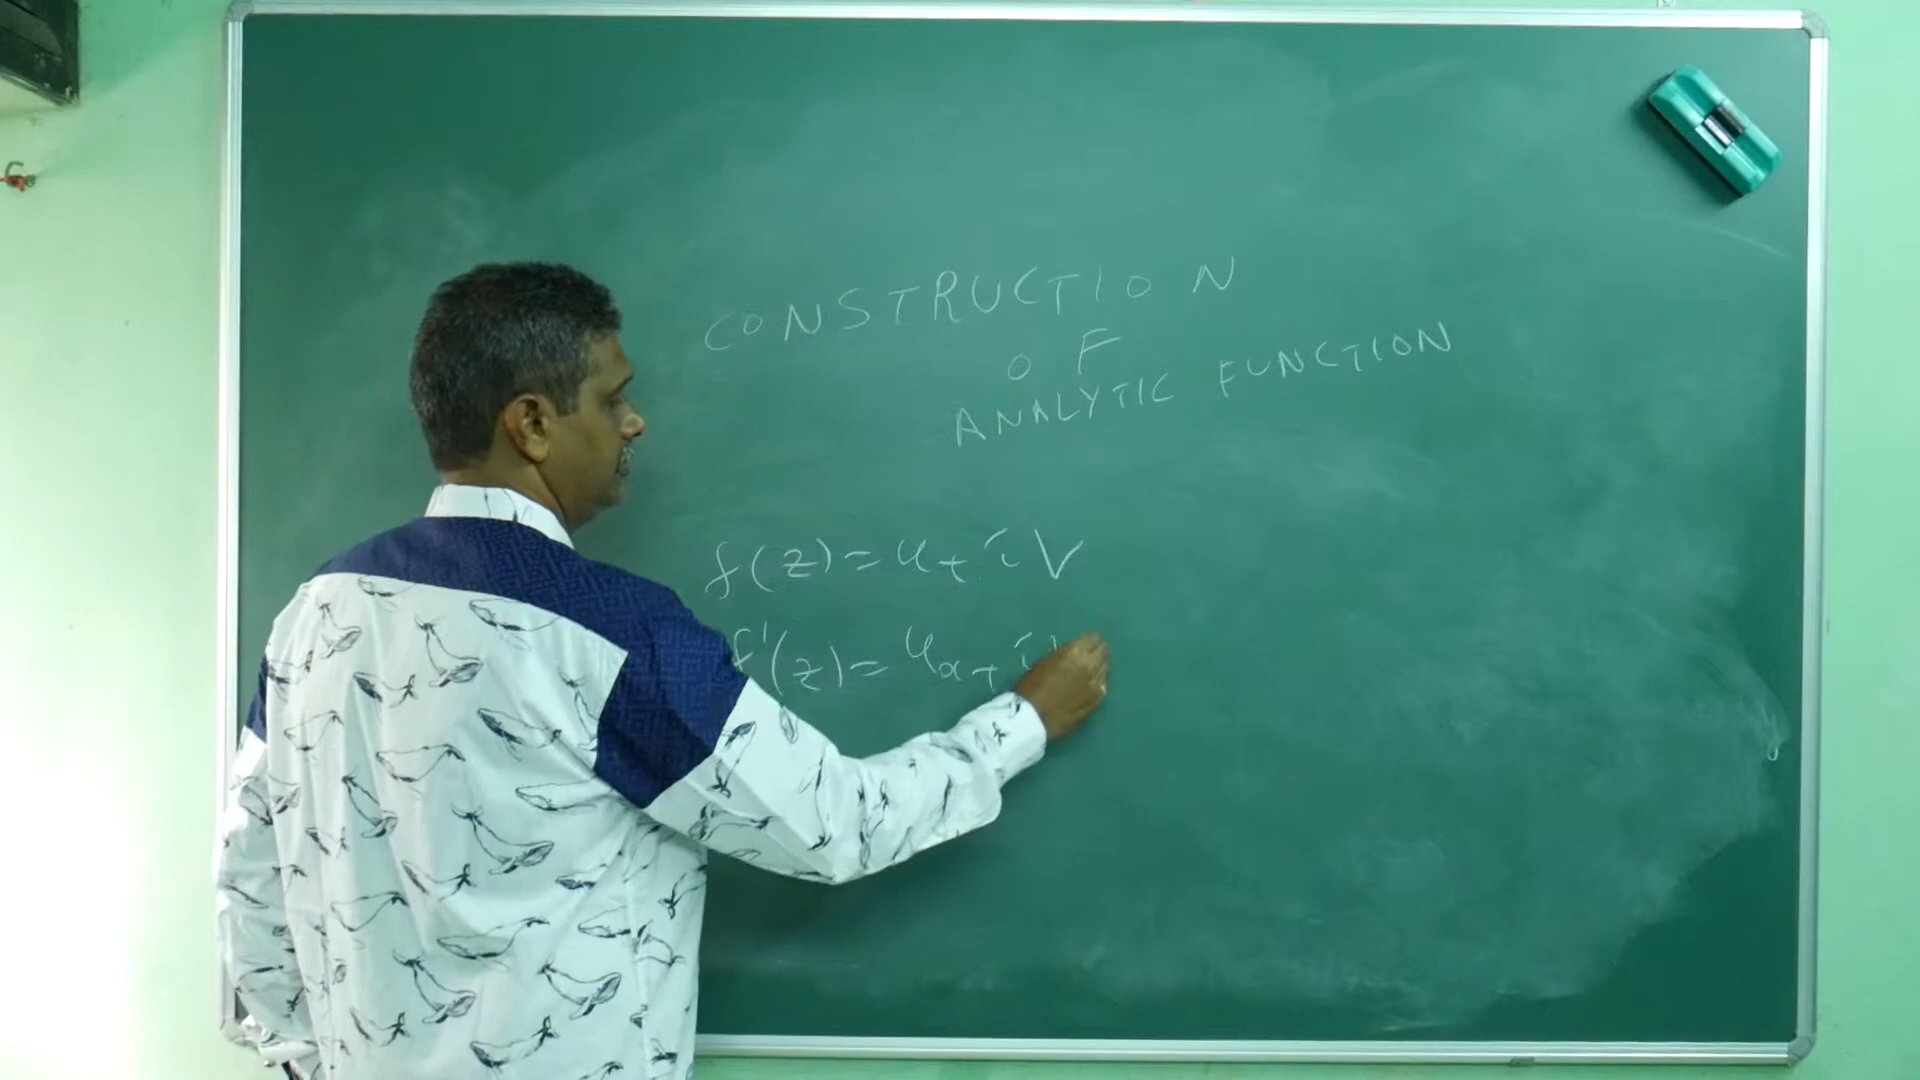 CONSTRUCTION
OF
ANALYTIC FUNCTION
f(z)=u+iV
f'(z)=ux+i